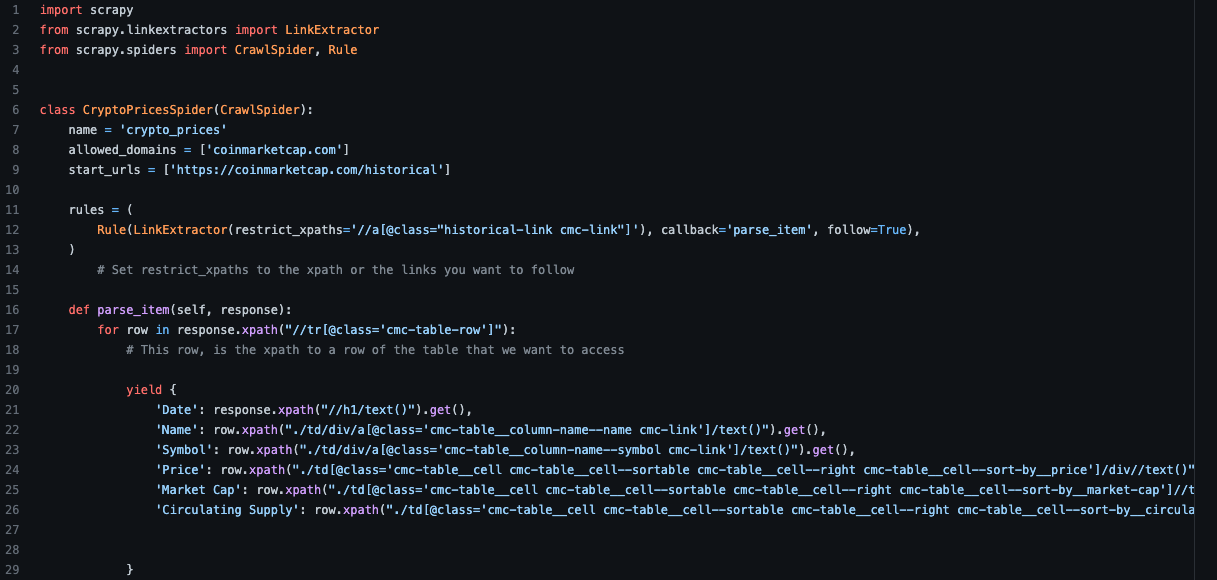 1 import scrapy
2 from scrapy.linkextractors import LinkExtractor
3 from scrapy.spiders import CrawlSpider, Rule
4
5
6 class CryptoPricesSpider(CrawlSpider):
7     name = 'crypto_prices'
8     allowed_domains = ['coinmarketcap.com']
9     start_urls = ['https://coinmarketcap.com/historical']
10
11     rules = (
12         Rule(LinkExtractor(restrict_xpaths='//a[@class="historical-link cmc-link"]'), callback='parse_item', follow=True),
13     )
14         # Set restrict_xpaths to the xpath or the links you want to follow
15
16     def parse_item(self, response):
17         for row in response.xpath("//tr[@class='cmc-table-row']"):
18             # This row, is the xpath to a row of the table that we want to access
19
20             yield {
21                 'Date': response.xpath("//h1/text()").get(),
22                 'Name': row.xpath("./td/div/a[@class='cmc-table__column-name--name cmc-link']/text()").get(),
23                 'Symbol': row.xpath("./td/div/a[@class='cmc-table__column-name--symbol cmc-link']/text()").get(),
24                 'Price': row.xpath("./td[@class='cmc-table__cell cmc-table__cell--sortable cmc-table__cell--right cmc-table__cell--sort-by__price']/div//text()"
25                 'Market Cap': row.xpath("./td[@class='cmc-table__cell cmc-table__cell--sortable cmc-table__cell--right cmc-table__cell--sort-by__market-cap']//t
26                 'Circulating Supply': row.xpath("./td[@class='cmc-table__cell cmc-table__cell--sortable cmc-table__cell--right cmc-table__cell--sort-by__circula
27
28
29             }